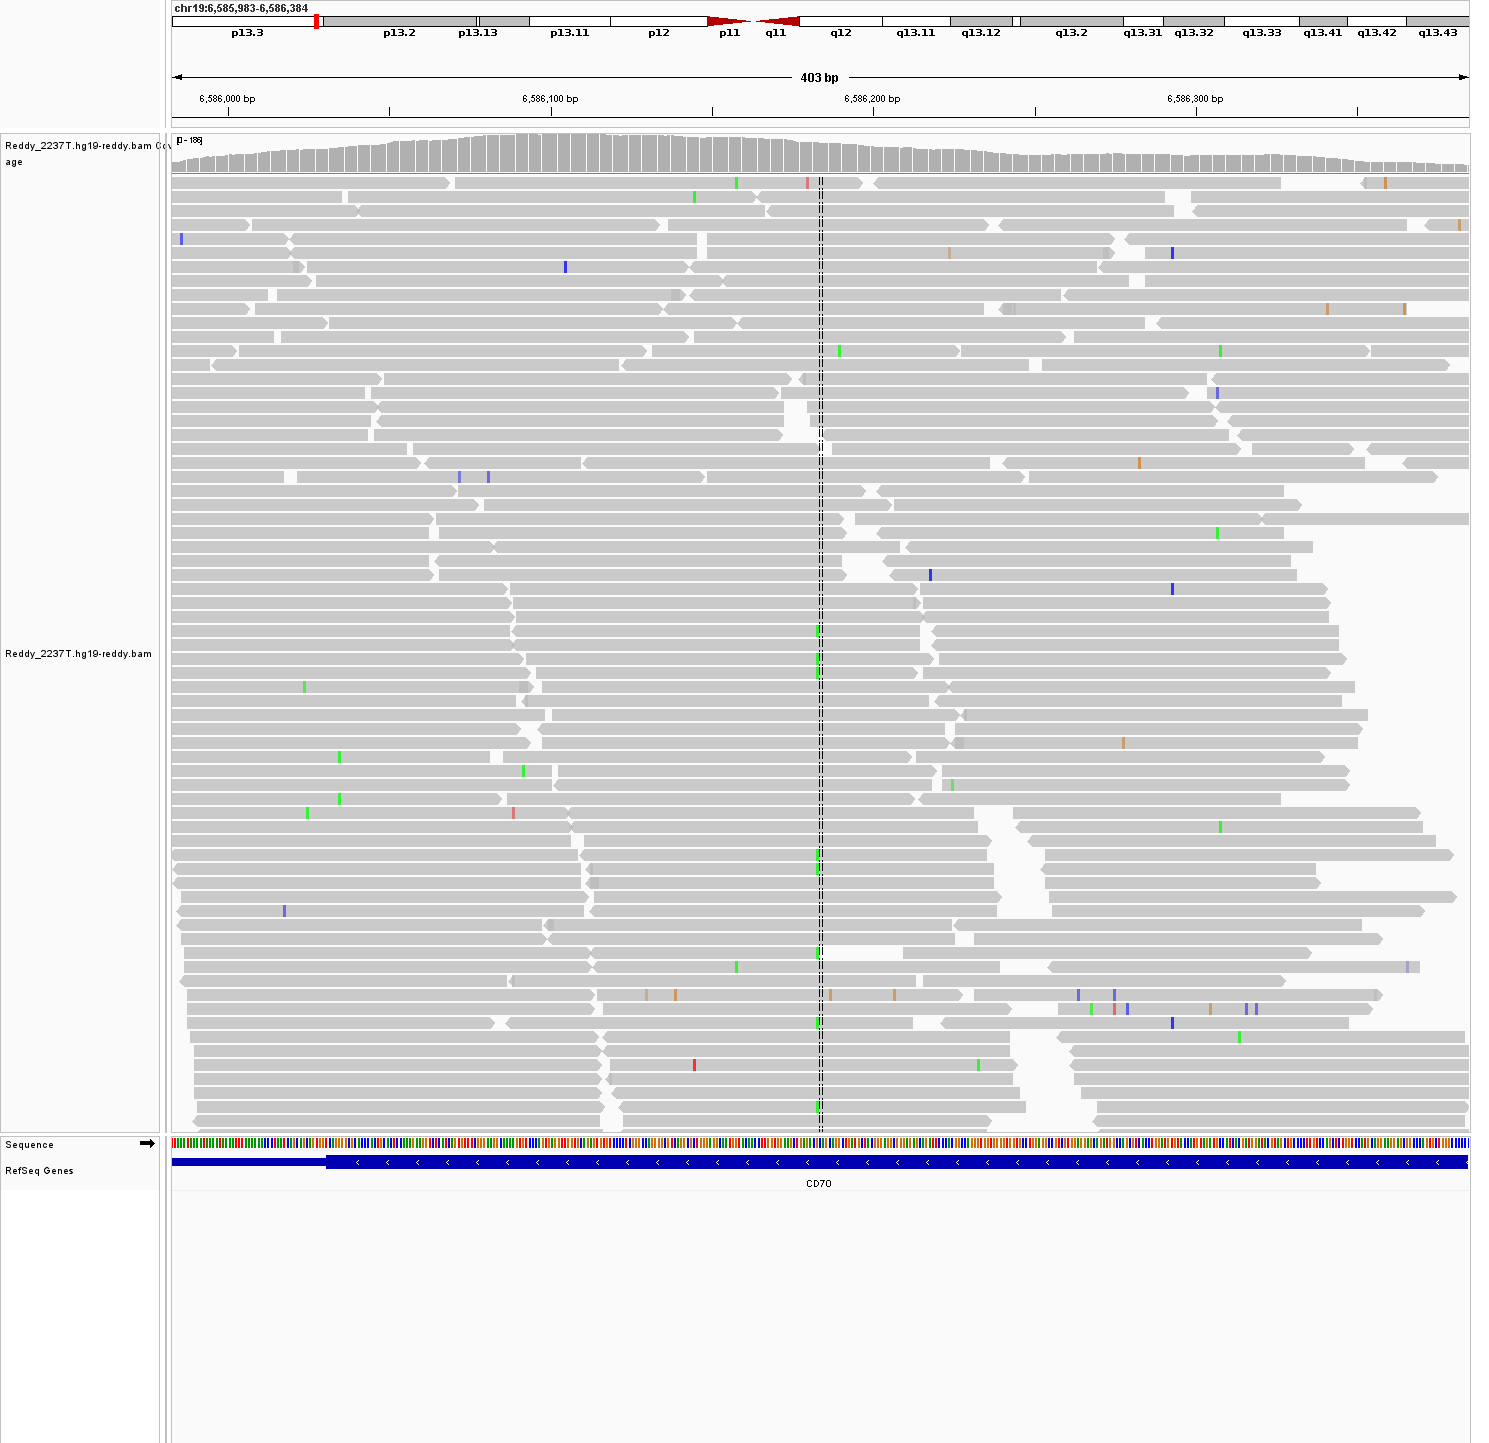 chr19:6,585,983-6,586,384
p13.3 p13.2 p13.13 p13.11 p12 p11 q11 q12 q13.11 q13.12 q13.2 q13.31 q13.32 q13.33 q13.41 q13.42 q13.43
403 bp
6,586,000 bp 6,586,100 bp 6,586,200 bp 6,586,300 bp
Reddy_2237T.hg19-reddy.bam Cov
age
[0 - 186]
Reddy_2237T.hg19-reddy.bam
Sequence
RefSeq Genes
CD70